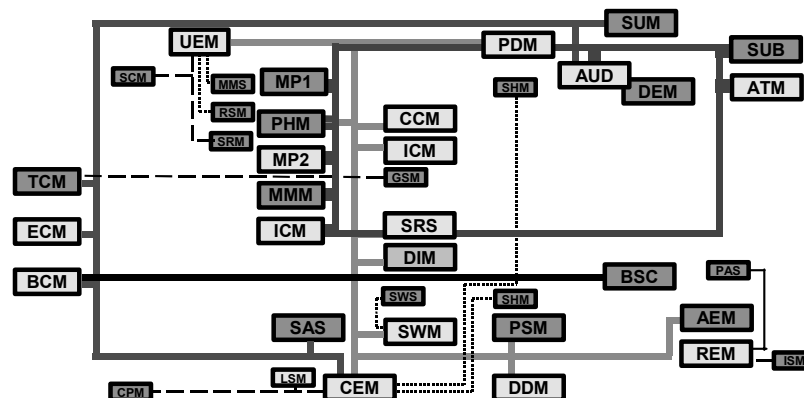 SUM
UEM
PDM
SUB
SCM
MMS
MP1
SHM
AUD
DEM
ATM
RSM
PHM
CCM
SRM
MP2
ICM
TCM
GSM
MMM
ECM
ICM
SRS
DIM
BCM
BSC
PAS
SWS
SHM
SAS
SWM
PSM
AEM
REM
ISM
LSM
CPM
CEM
DDM